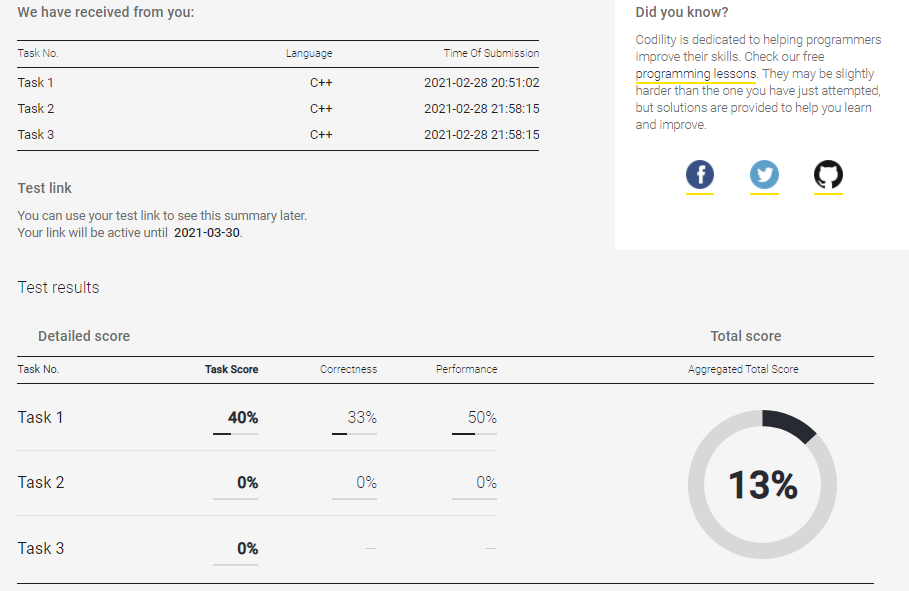 We have received from you:
Task No. Language Time Of Submission
Task 1 C++ 2021-02-28 20:51:02
Task 2 C++ 2021-02-28 21:58:15
Task 3 C++ 2021-02-28 21:58:15
Test link
You can use your test link to see this summary later.
Your link will be active until 2021-03-30.
Did you know?
Codility is dedicated to helping programmers
improve their skills. Check our free
programming lessons. They may be slightly
harder than the one you have just attempted,
but solutions are provided to help you learn
and improve.
Test results
Detailed score
Task No. Task Score Correctness Performance
Task 1 40% 33% 50%
Task 2 0% 0% 0%
Task 3 0% — —
Total score
Aggregated Total Score
13%